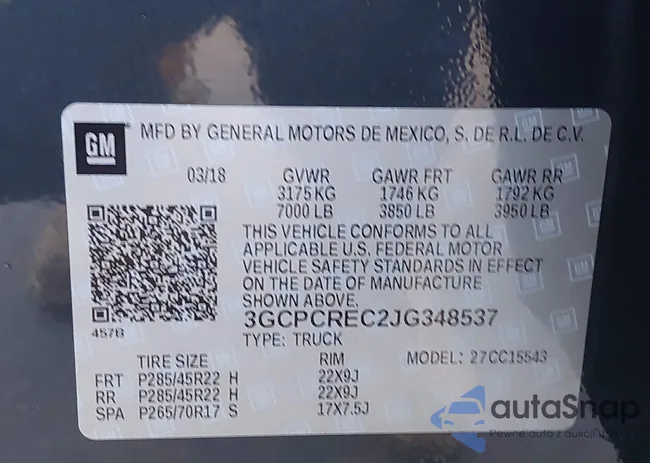 GM
MFD BY GENERAL MOTORS DE MEXICO, S. DE R.L. DE C.V.
03/18 GVWR GAWR FRT GAWR RR
3175 KG 1746 KG 1792 KG
7000 LB 3850 LB 3950 LB
THIS VEHICLE CONFORMS TO ALL
APPLICABLE U.S. FEDERAL MOTOR
VEHICLE SAFETY STANDARDS IN EFFECT
ON THE DATE OF MANUFACTURE
SHOWN ABOVE.
457B
3GCPCREC2JG348537
TYPE: TRUCK MODEL: 27CC15543
TIRE SIZE RIM
FRT P285/45R22 H 22X9J
RR P285/45R22 H 22X9J
SPA P265/70R17 S 17X7.5J
autaSnap
Pewne auto z aukcji